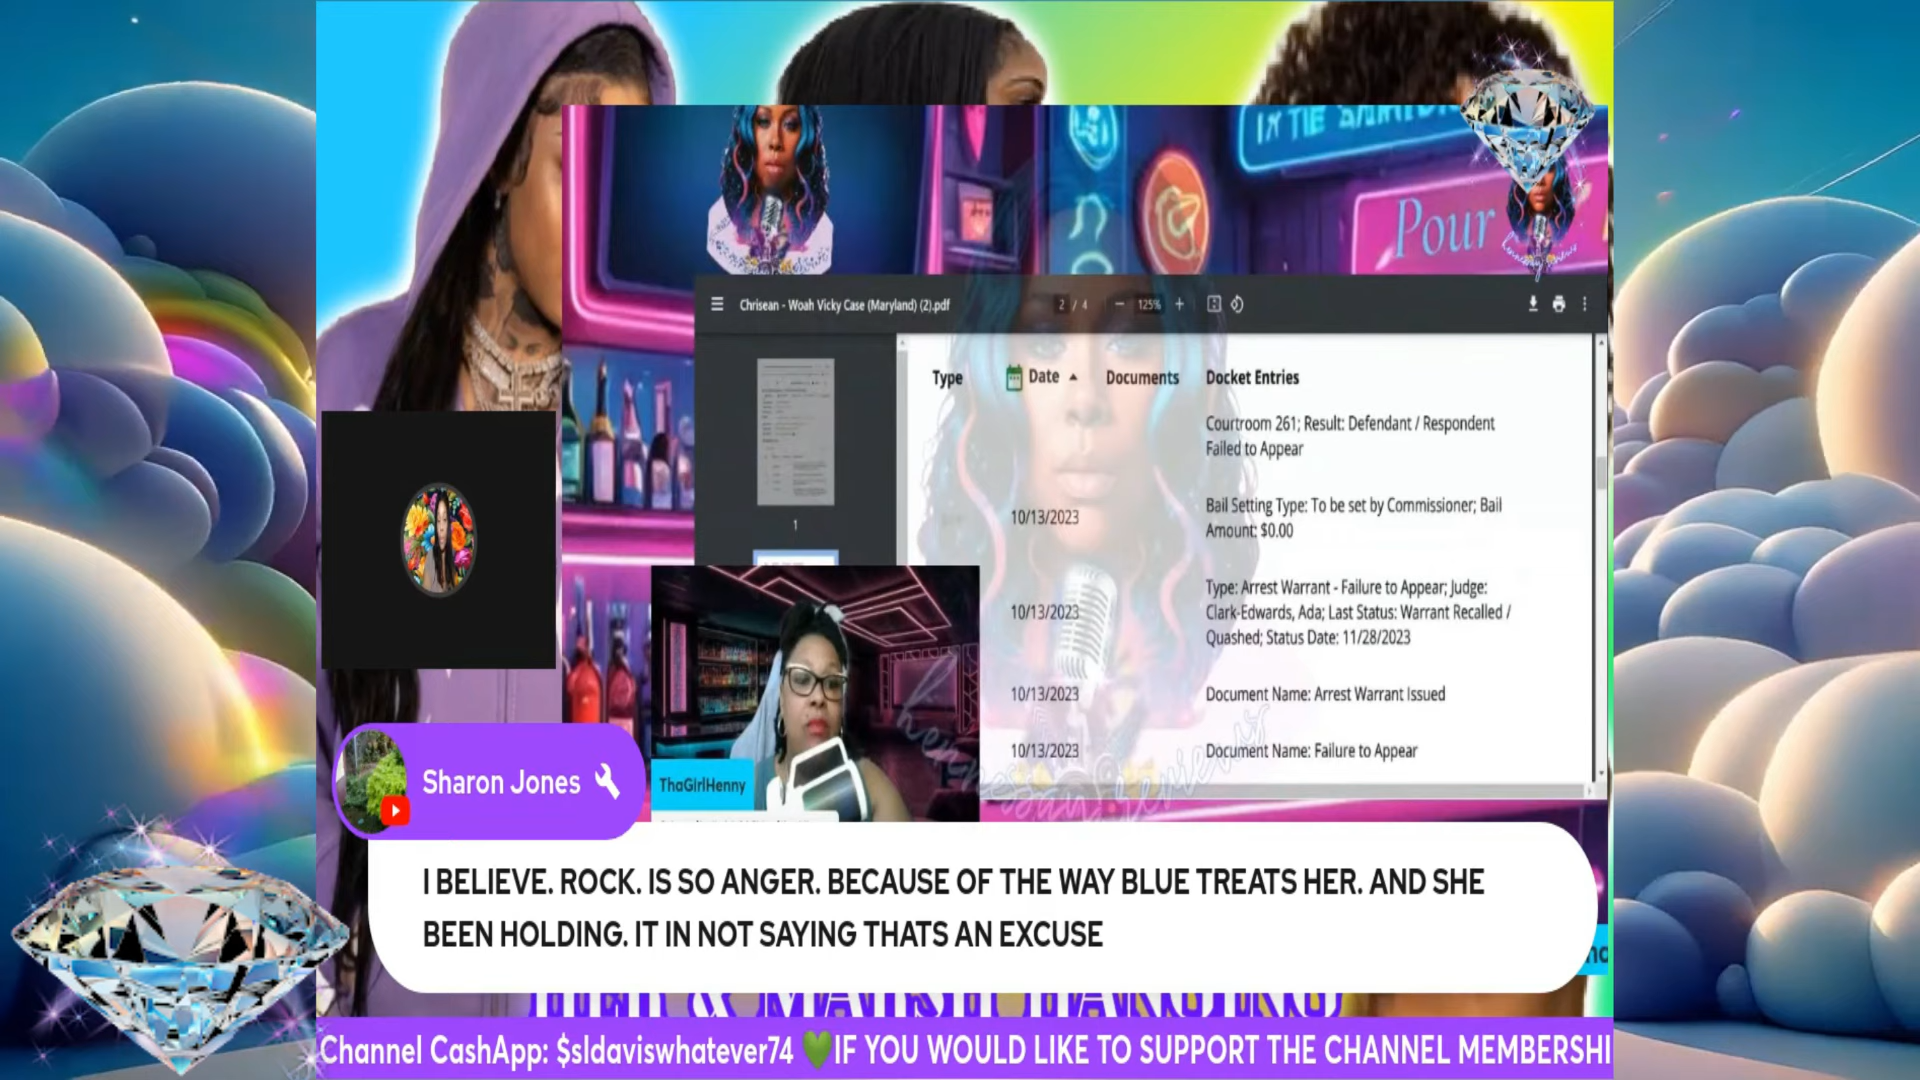 Pour
Chrisean - Woah Vicky Case (Maryland) (2).pdf
2 / 4
125%
Type
Date
Documents
Docket Entries
Courtroom 261; Result: Defendant / Respondent
Failed to Appear
1
10/13/2023
Bail Setting Type: To be set by Commissioner; Bail
Amount: $0.00
10/13/2023
Type: Arrest Warrant - Failure to Appear; Judge:
Clark-Edwards, Ada; Last Status: Warrant Recalled /
Quashed; Status Date: 11/28/2023
10/13/2023
Document Name: Arrest Warrant Issued
10/13/2023
Document Name: Failure to Appear
ThaGirlHenny
Sharon Jones
I BELIEVE. ROCK. IS SO ANGER. BECAUSE OF THE WAY BLUE TREATS HER. AND SHE
BEEN HOLDING. IT IN NOT SAYING THATS AN EXCUSE
Channel CashApp: $sldaviswhatever74 💚IF YOU WOULD LIKE TO SUPPORT THE CHANNEL MEMBERSHI